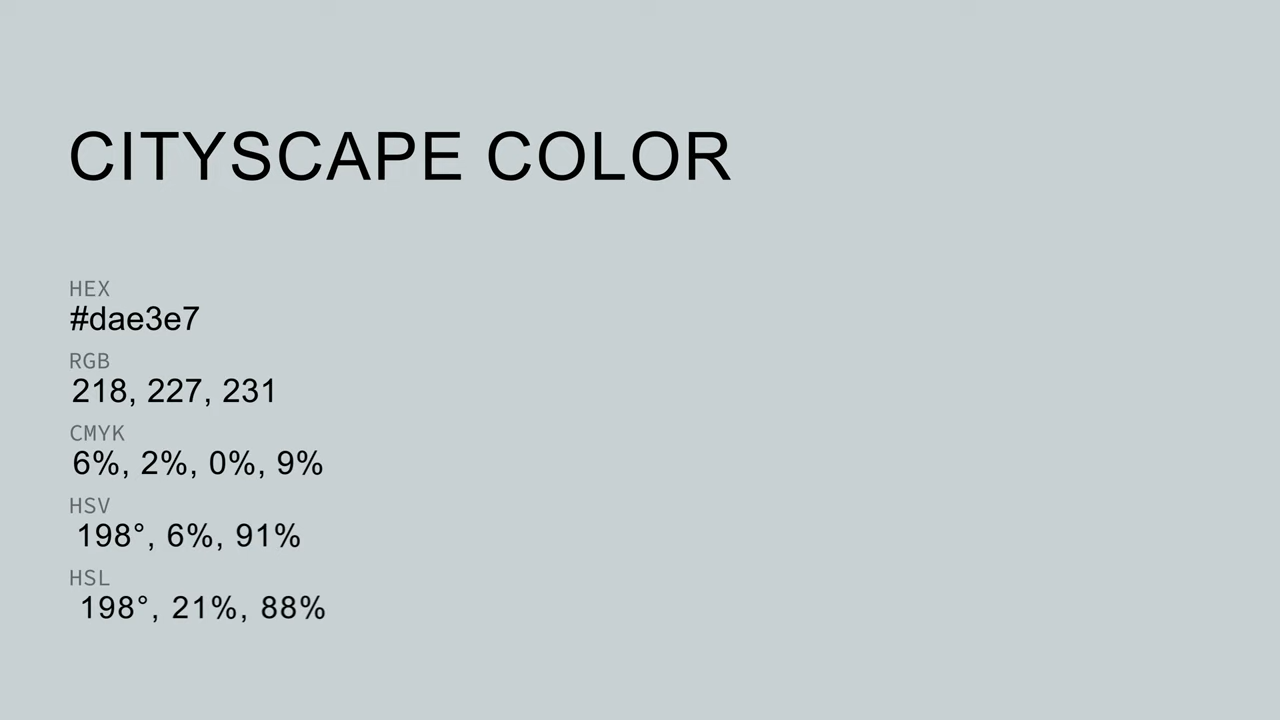 CITYSCAPE COLOR
HEX
#dae3e7
RGB
218, 227, 231
CMYK
6%, 2%, 0%, 9%
HSV
198°, 6%, 91%
HSL
198°, 21%, 88%